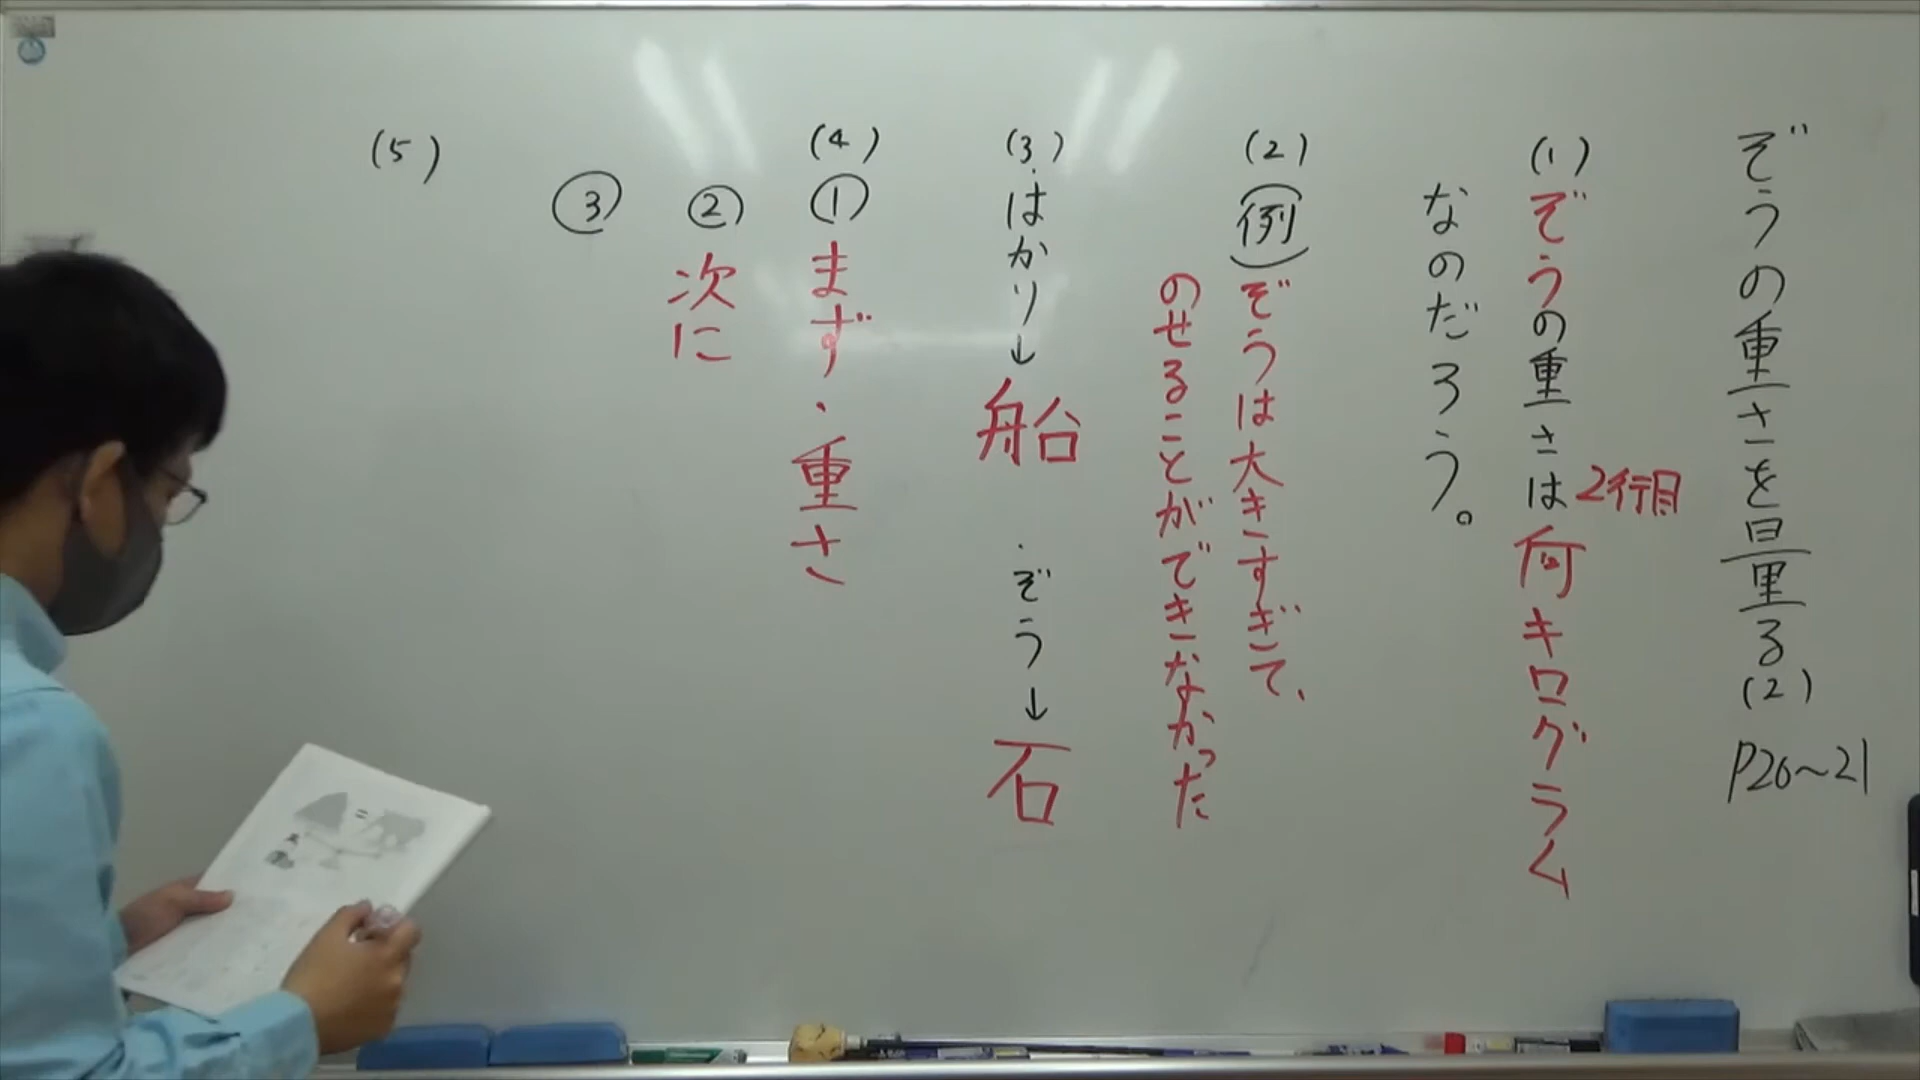 ぞうの重さを量る(2) P20~21
(1)ぞうの重さは何キログラム
2行目
なのだろう。
(2)(例)ぞうは大きすぎて、
のせることができなかった
(3)はかり→船 ・ぞう→石
(4)①まず・重さ
②次に
③
(5)